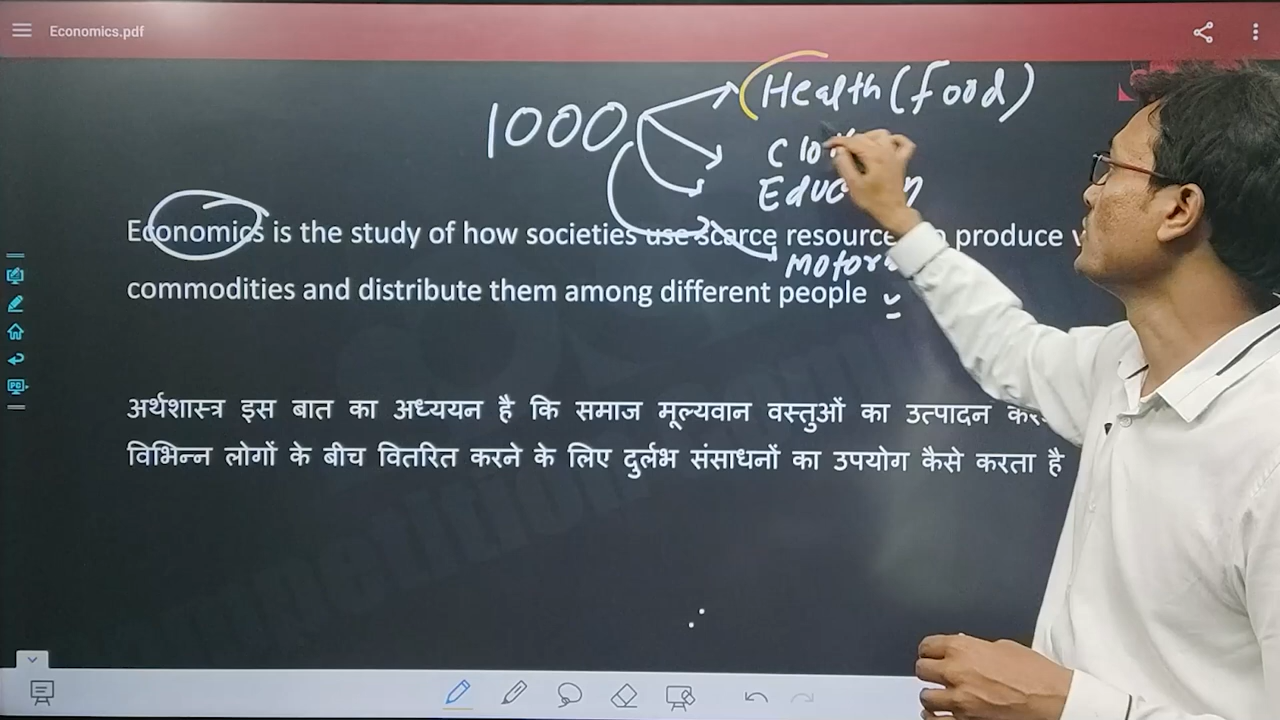 Economics.pdf
Health (food)
1000
Economics is the study of how societies use scarce to produce
commodities and distribute them among different people
अर्थशास्त्र इस बात का अध्ययन है कि समाज मूल्यवान वस्तुओं का उत्पादन
विभिन्न लोगों के बीच वितरित करने के लिए दुर्लभ संसाधनों का उपयोग कैसे करता है